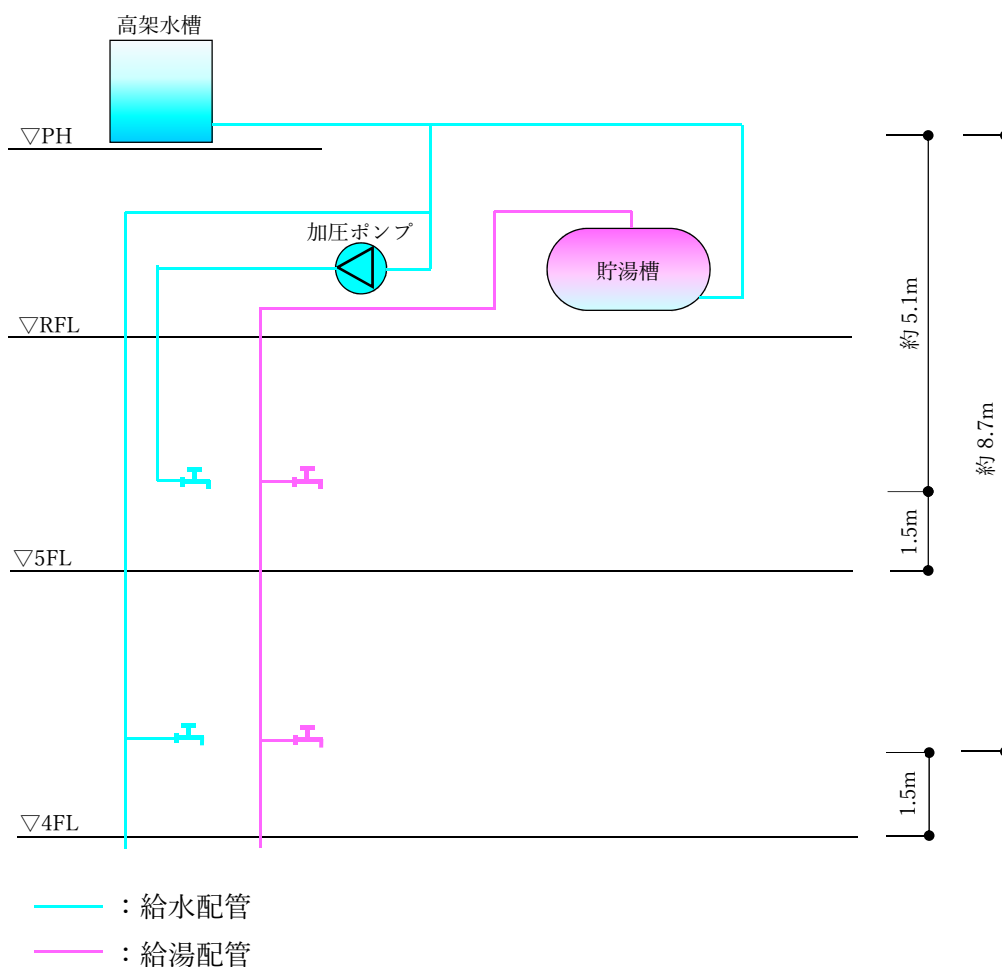 高架水槽
▽PH
加圧ポンプ
貯湯槽
▽RFL
約 5.1m
約 8.7m
1.5m
▽5FL
1.5m
▽4FL
：給水配管
：給湯配管